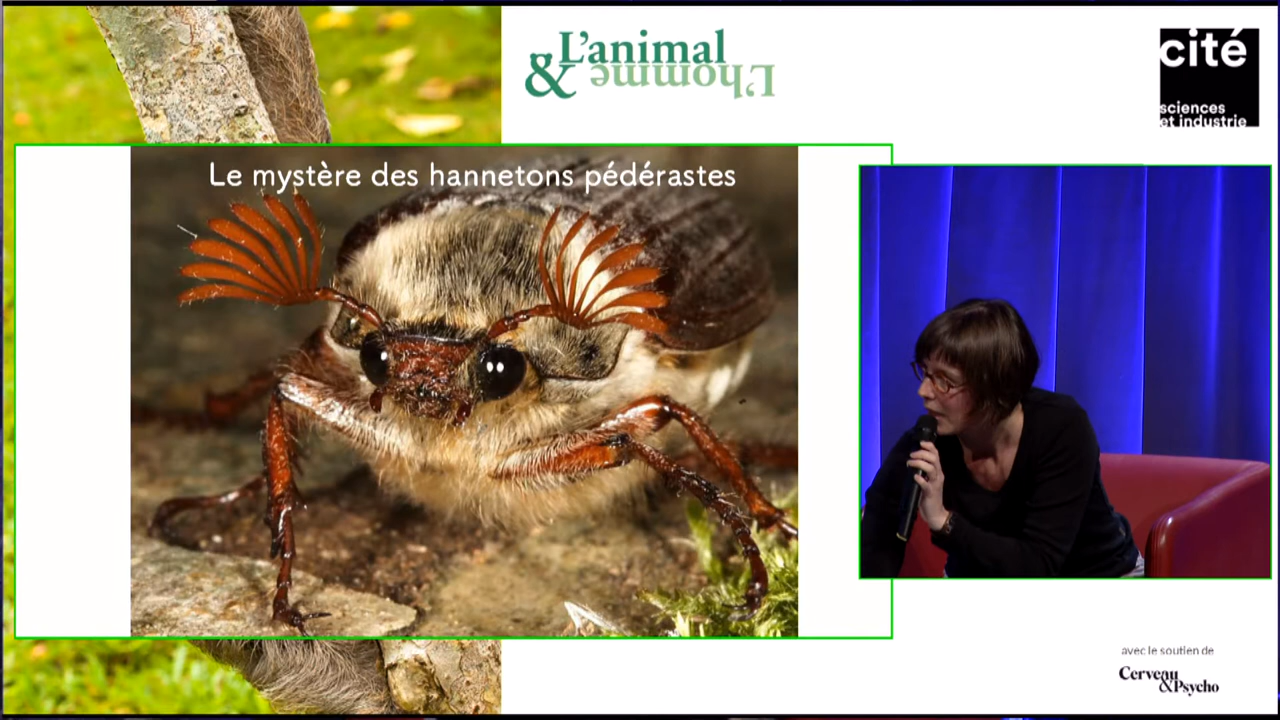 L'animal
& L'homme
cité
sciences
et industrie
Le mystère des hannetons pédérastes
avec le soutien de
Cerveau
&Psycho